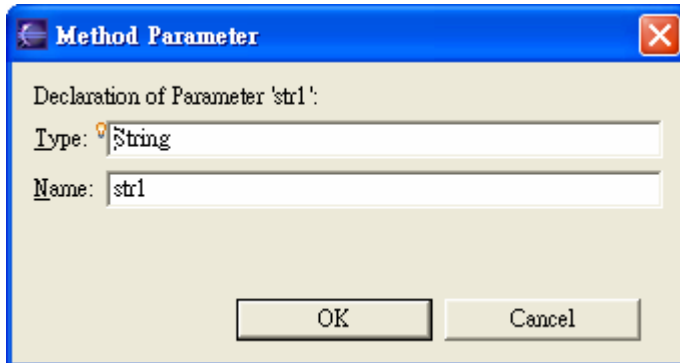 Method Parameter
Declaration of Parameter 'str1':
Type: String
Name: str1
OK Cancel